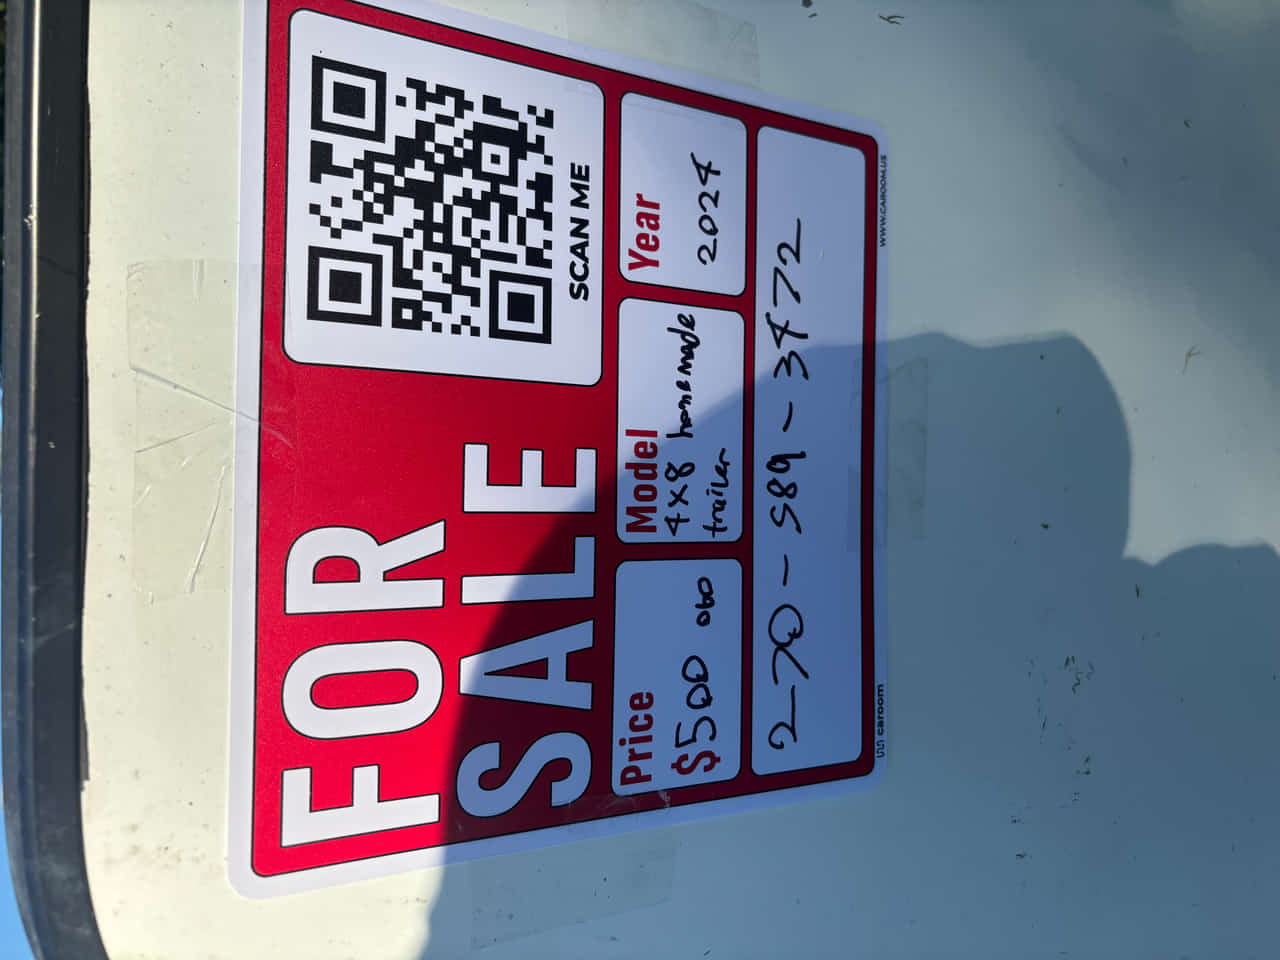 FOR
SALE
SCAN ME
Price
$500 obo
Model
4x8 homemade
trailer
Year
2024
270-589-3472
caroom
WWW.CAROOM.US